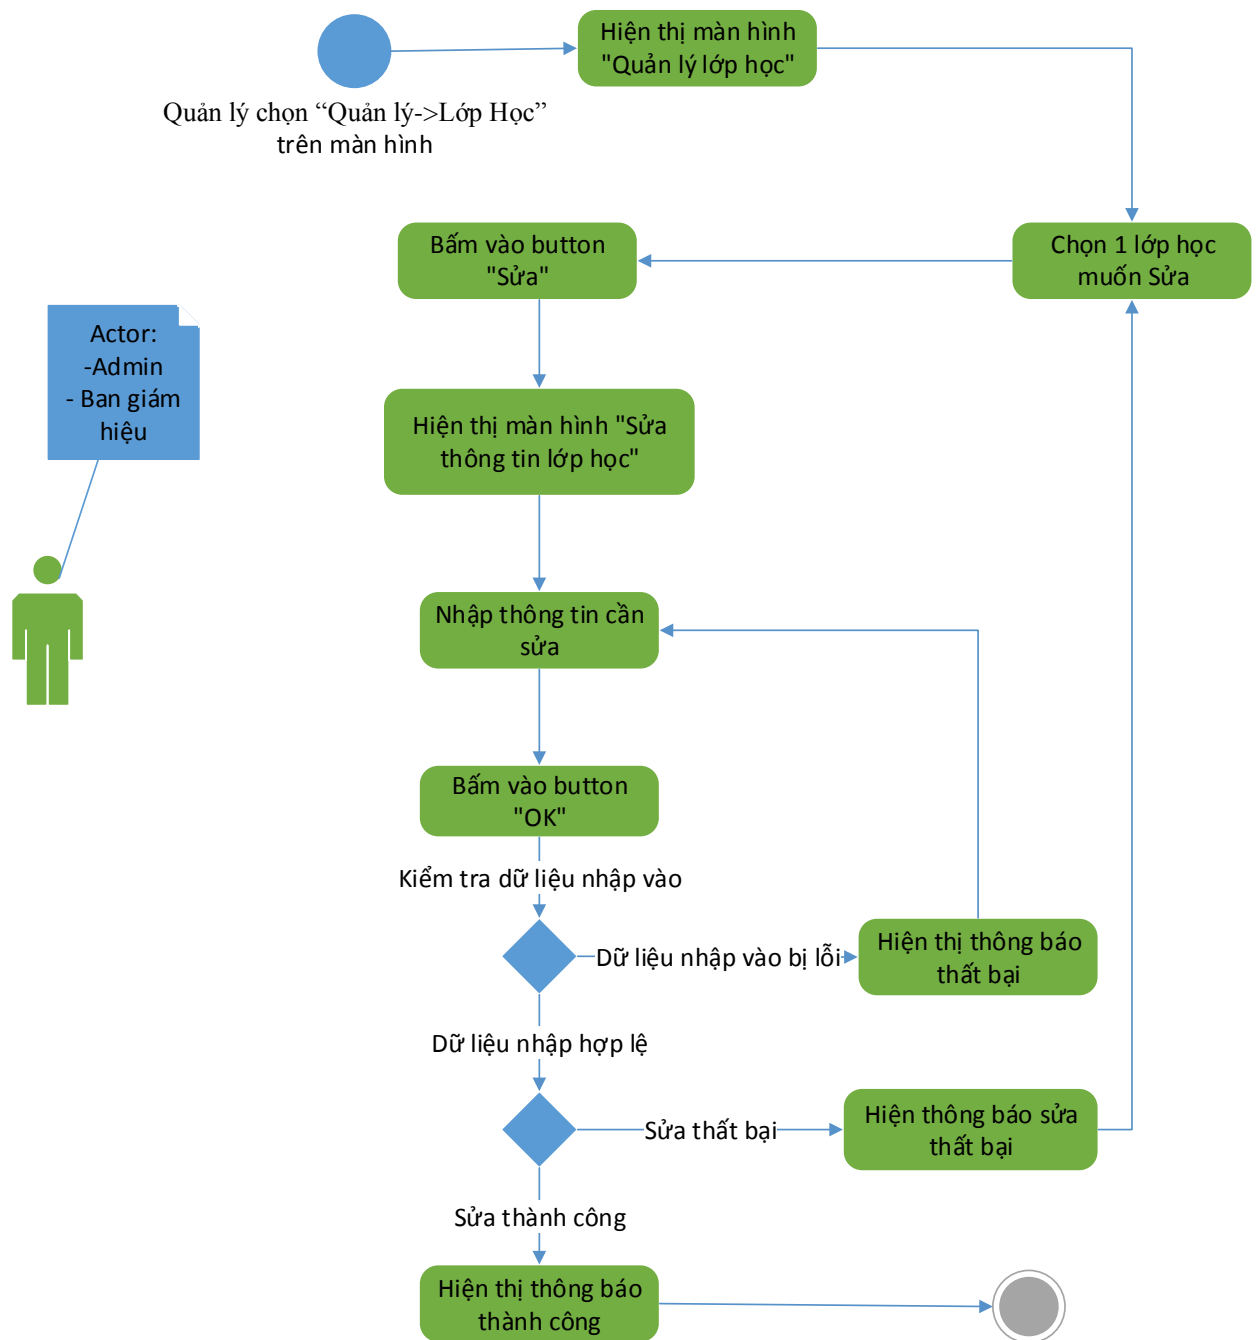 Hiện thị màn hình
"Quản lý lớp học"
Quản lý chọn “Quản lý->Lớp Học”
trên màn hình
Bấm vào button
"Sửa"
Chọn 1 lớp học
muốn Sửa
Actor:
-Admin
- Ban giám
hiệu
Hiện thị màn hình "Sửa
thông tin lớp học"
Nhập thông tin cần
sửa
Bấm vào button
"OK"
Kiểm tra dữ liệu nhập vào
Dữ liệu nhập vào bị lỗi
Hiện thị thông báo
thất bại
Dữ liệu nhập hợp lệ
Sửa thất bại
Hiện thông báo sửa
thất bại
Sửa thành công
Hiện thị thông báo
thành công